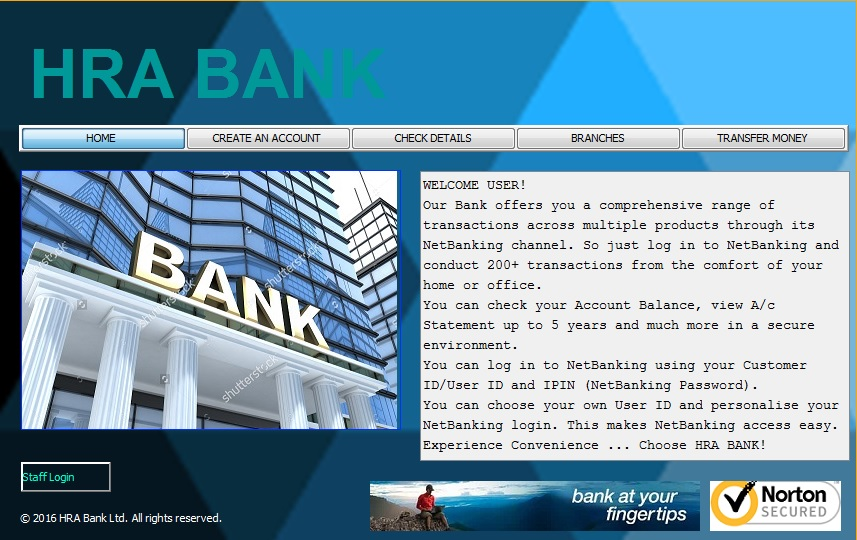 HRA BANK
HOME
CREATE AN ACCOUNT
CHECK DETAILS
BRANCHES
TRANSFER MONEY
BANK
shutterstock
shutterstock
shutterstock
shutterstock
WELCOME USER!
Our Bank offers you a comprehensive range of
transactions across multiple products through its
NetBanking channel. So just log in to NetBanking and
conduct 200+ transactions from the comfort of your
home or office.
You can check your Account Balance, view A/c
Statement up to 5 years and much more in a secure
environment.
You can log in to NetBanking using your Customer
ID/User ID and IPIN (NetBanking Password).
You can choose your own User ID and personalise your
NetBanking login. This makes NetBanking access easy.
Experience Convenience ... Choose HRA BANK!
Staff Login
© 2016 HRA Bank Ltd. All rights reserved.
bank at your
fingertips
Norton
SECURED